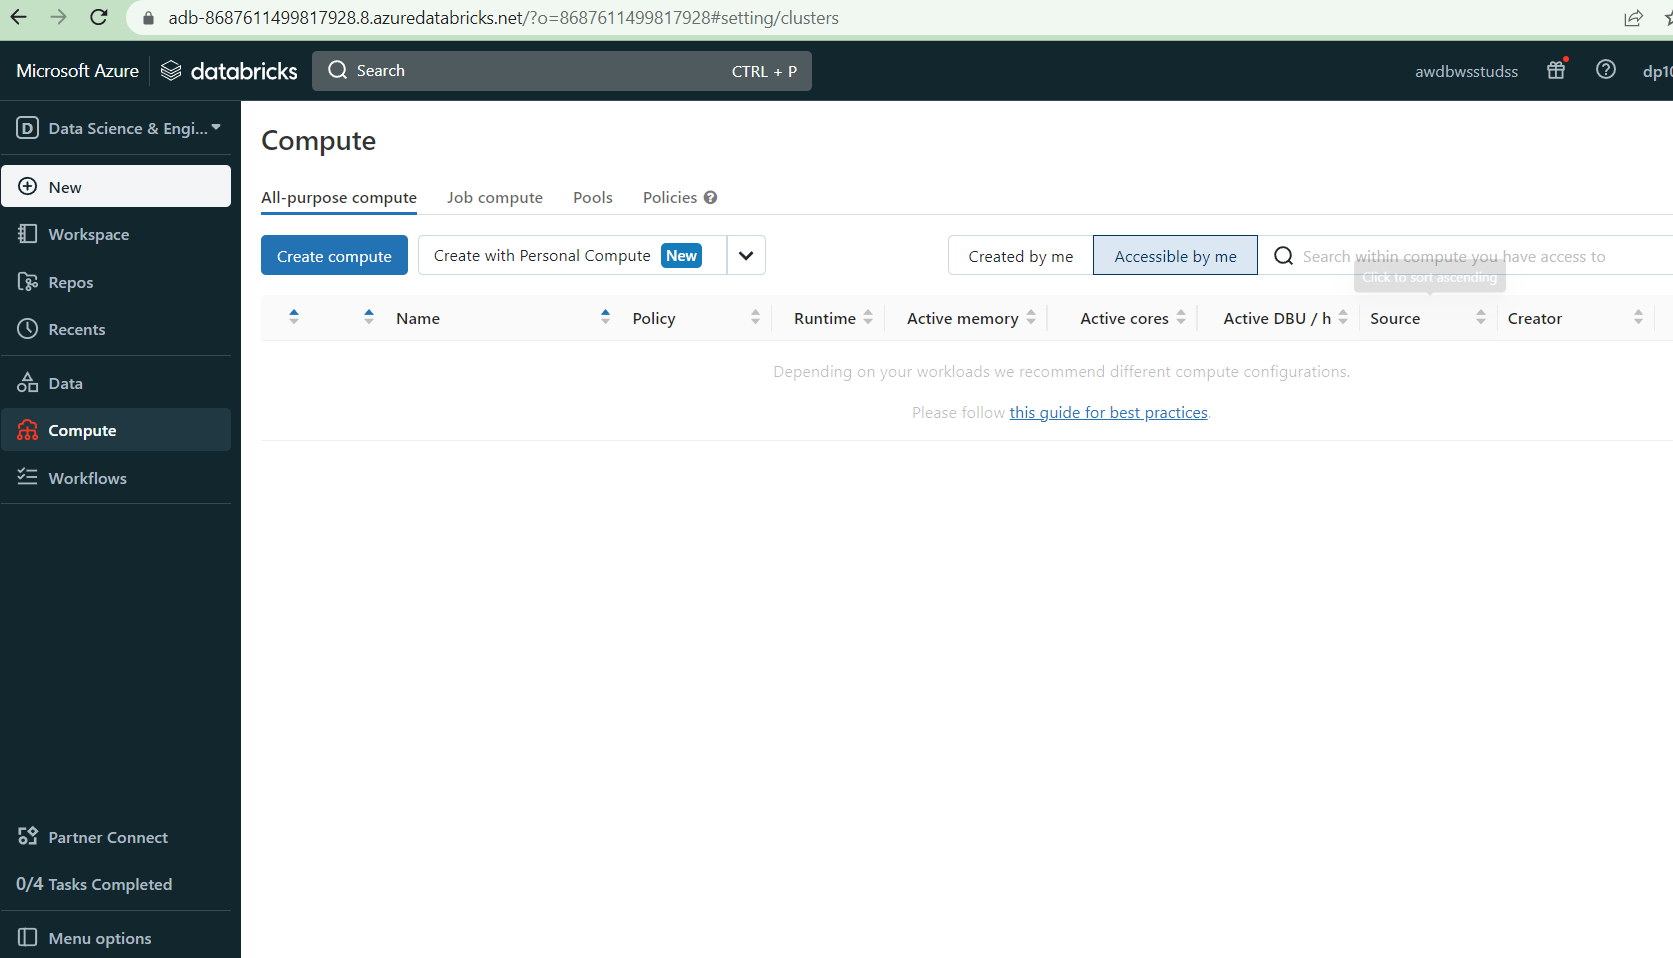 adb-8687611499817928.8.azuredatabricks.net/?o=8687611499817928#setting/clusters
Microsoft Azure databricks Search CTRL + P awdbwsstudss dp10
D Data Science & Engi...
New
Workspace
Repos
Recents
Data
Compute
Workflows
Partner Connect
0/4 Tasks Completed
Menu options
Compute
All-purpose compute Job compute Pools Policies ?
Create compute Create with Personal Compute New Created by me Accessible by me Search within compute you have access to
Click to sort ascending
Name Policy Runtime Active memory Active cores Active DBU / h Source Creator
Depending on your workloads we recommend different compute configurations.
Please follow this guide for best practices.